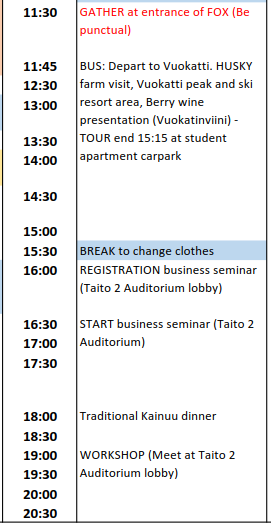 11:30 GATHER at entrance of FOX (Be
punctual)
11:45 BUS: Depart to Vuokatti. HUSKY
12:30 farm visit, Vuokatti peak and ski
13:00 resort area, Berry wine
presentation (Vuokatinviini) -
13:30 TOUR end 15:15 at student
14:00 apartment carpark
14:30
15:00
15:30 BREAK to change clothes
16:00 REGISTRATION business seminar
(Taito 2 Auditorium lobby)
16:30 START business seminar (Taito 2
17:00 Auditorium)
17:30
18:00 Traditional Kainuu dinner
18:30
19:00 WORKSHOP (Meet at Taito 2
19:30 Auditorium lobby)
20:00
20:30